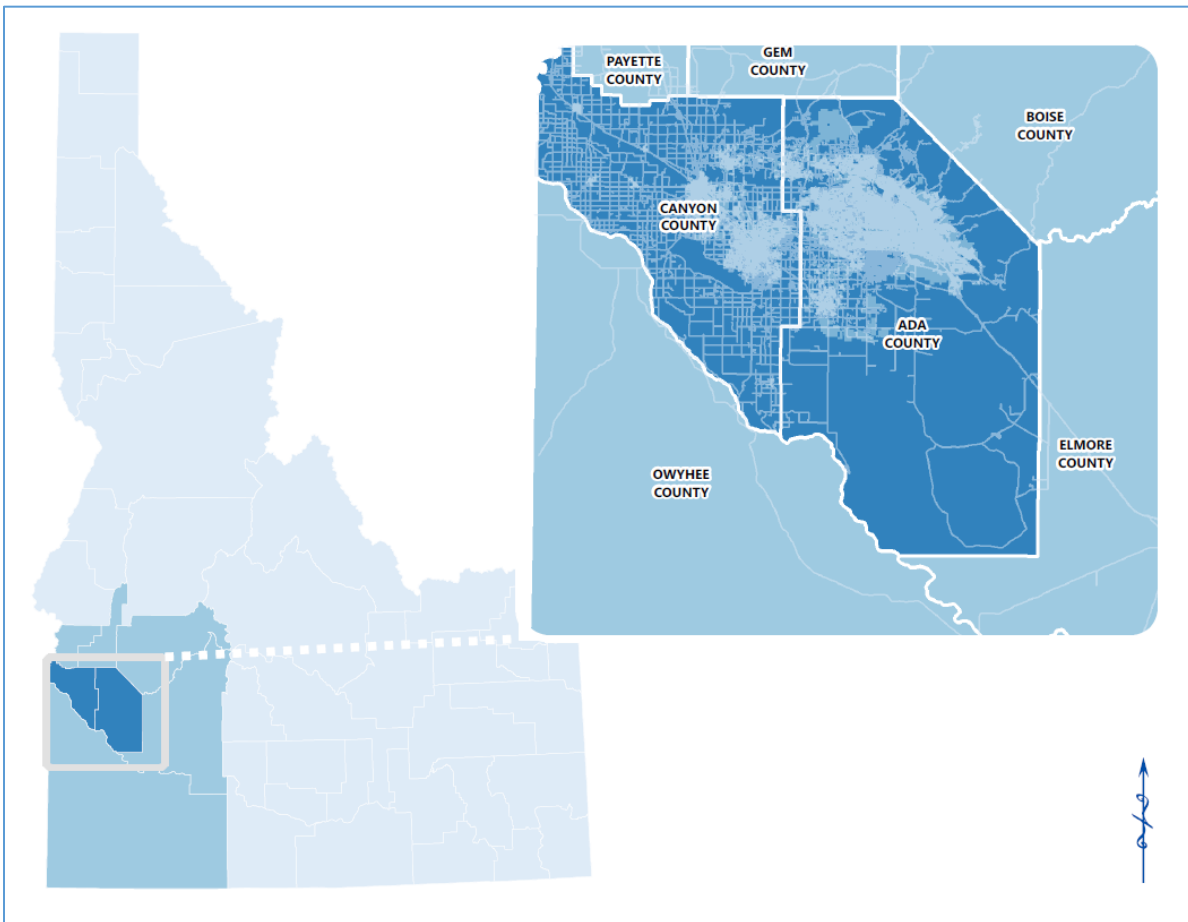 PAYETTE
COUNTY
GEM
COUNTY
BOISE
COUNTY
CANYON
COUNTY
ADA
COUNTY
OWYHEE
COUNTY
ELMORE
COUNTY